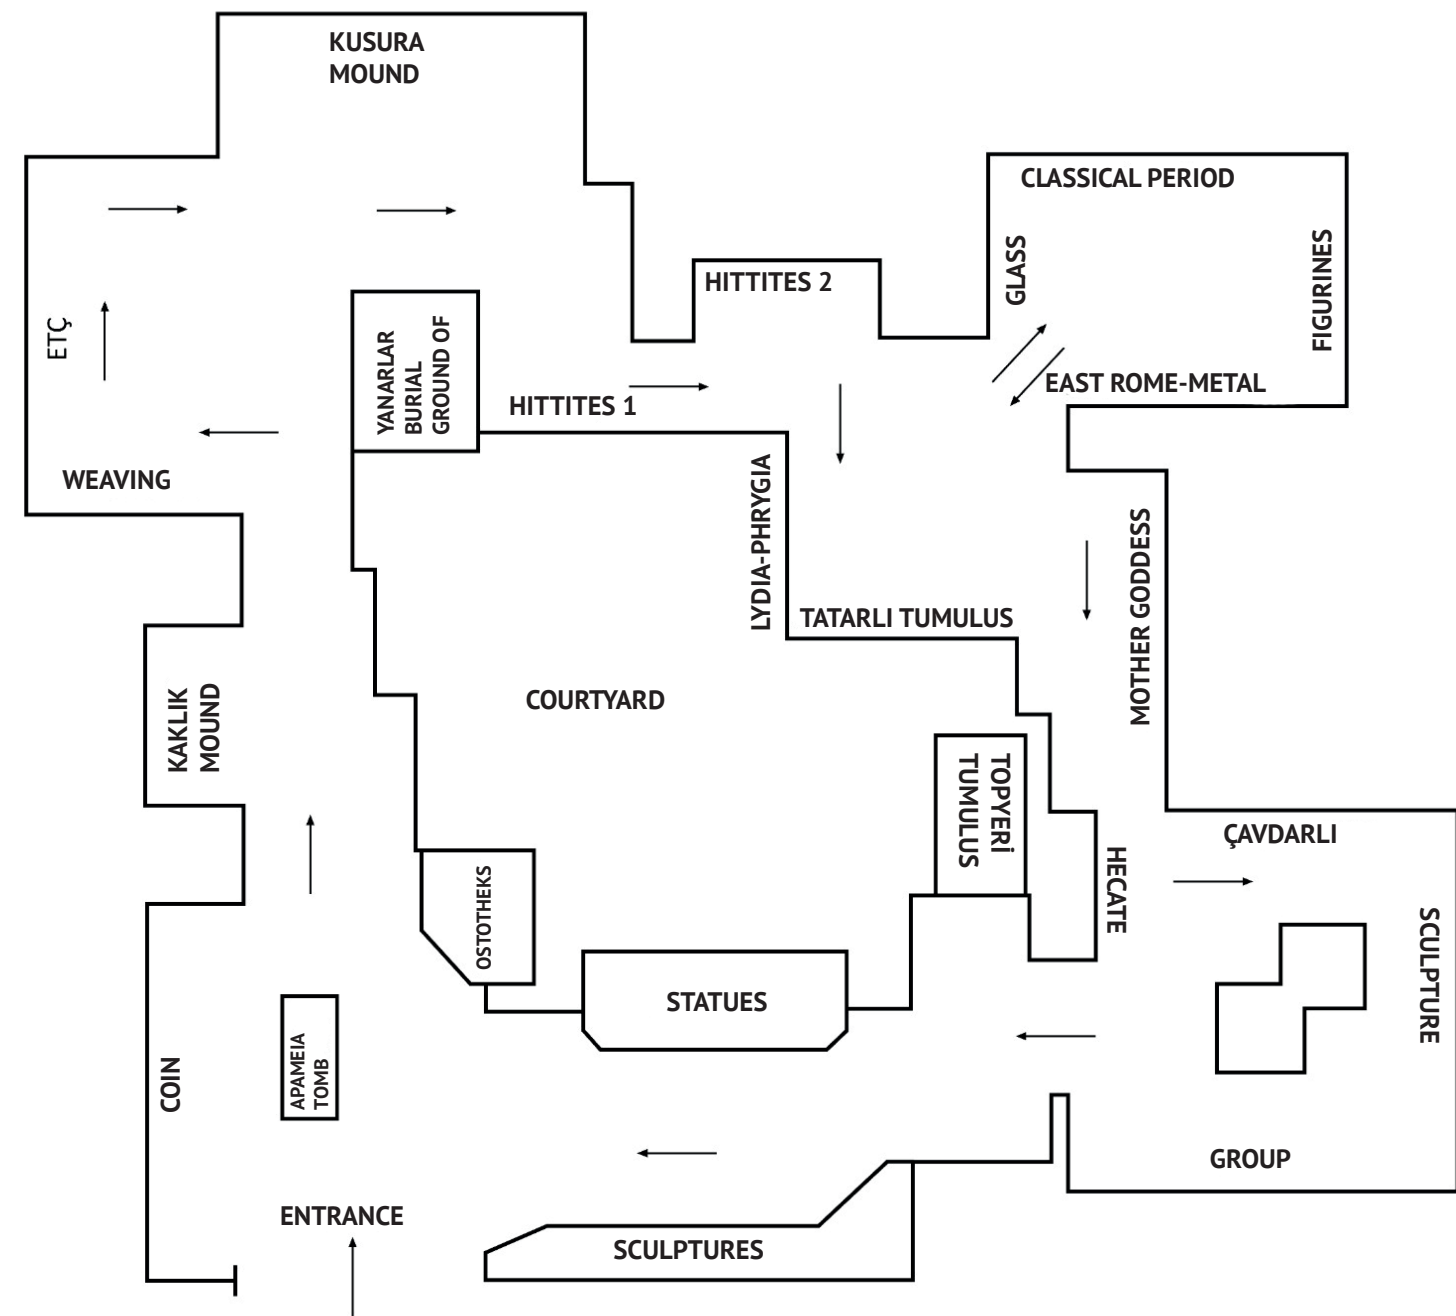 KUSURA
MOUND
CLASSICAL PERIOD
GLASS
FIGURINES
HITTITES 2
EAST ROME-METAL
ETÇ
YANARLAR
BURIAL
GROUND OF
HITTITES 1
WEAVING
LYDIA-PHRYGIA
MOTHER GODDESS
TATARLI TUMULUS
KAKLIK
MOUND
COURTYARD
TOPYERİ
TUMULUS
ÇAVDARLI
HECATE
SCULPTURE
OSTOTHEKS
STATUES
COIN
APAMEIA
TOMB
GROUP
ENTRANCE
SCULPTURES